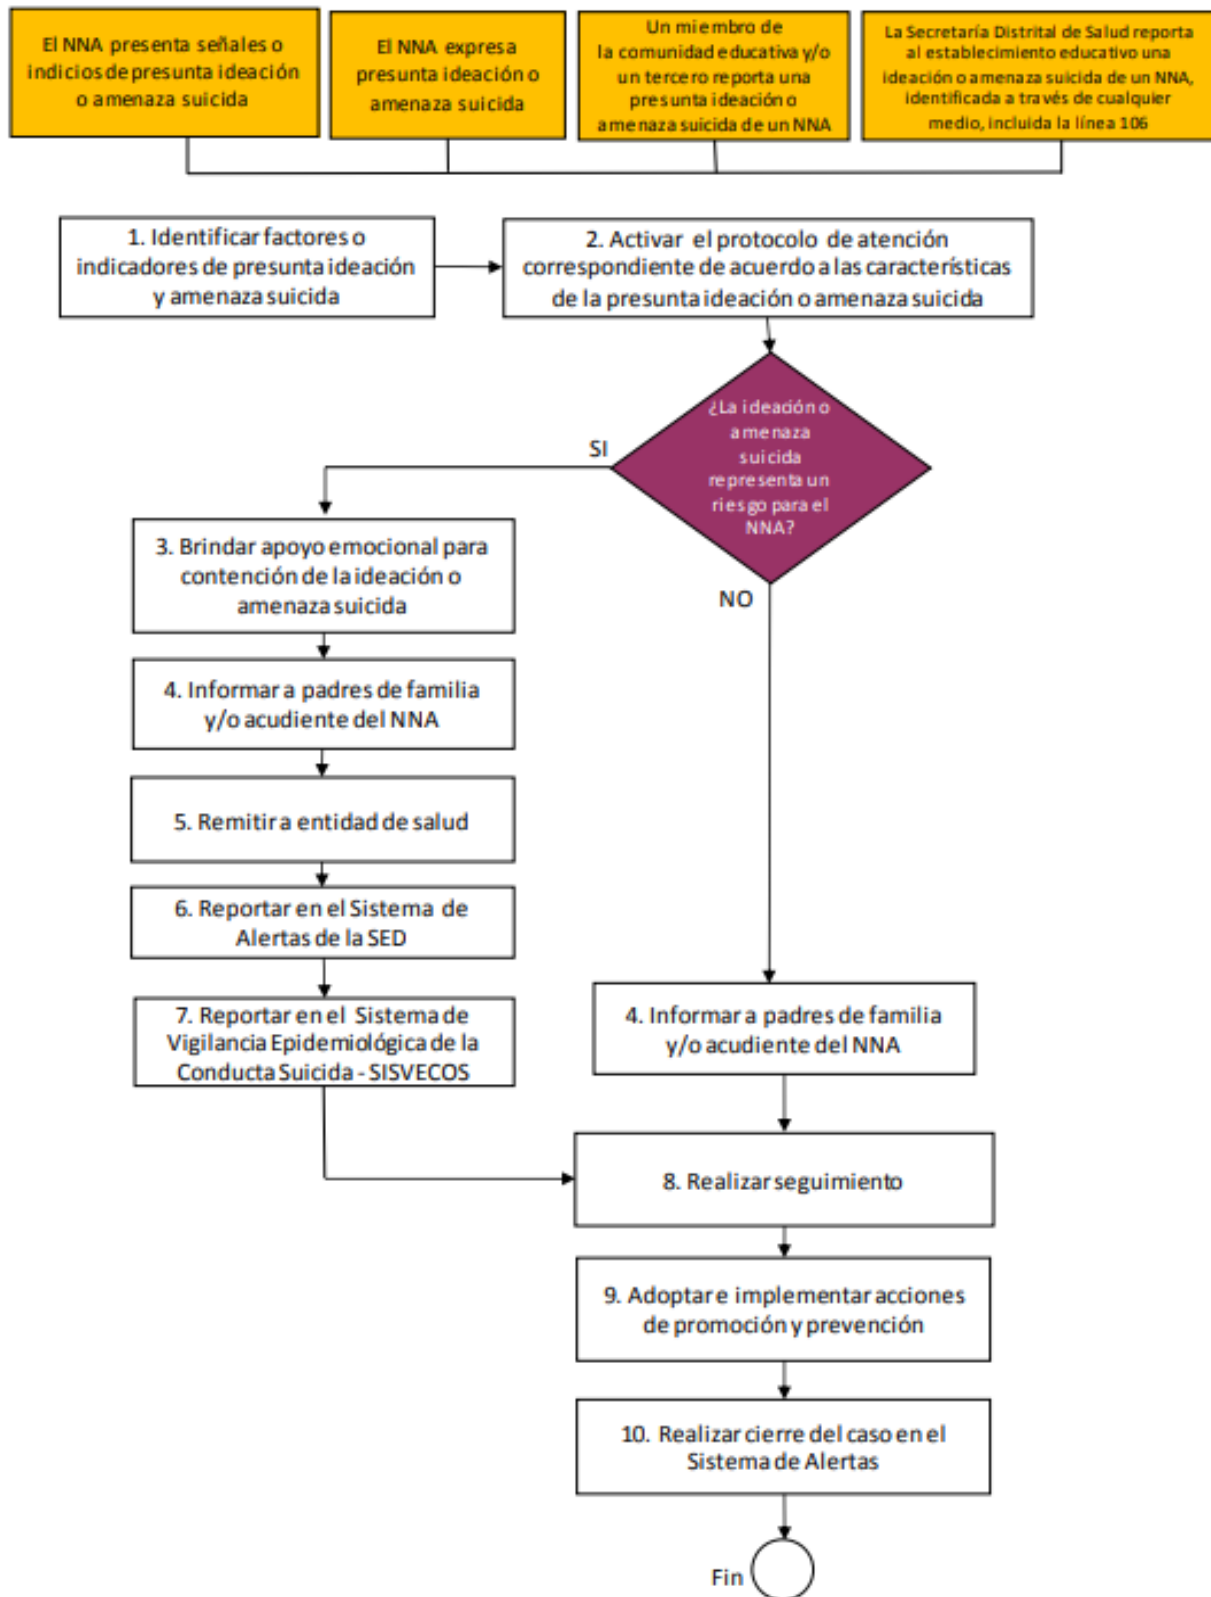 El NNA presenta señales o
indicios de presunta ideación
o amenaza suicida
El NNA expresa
presunta ideación o
amenaza suicida
Un miembro de
la comunidad educativa y/o
un tercero reporta una
presunta ideación o
amenaza suicida de un NNA
La Secretaría Distrital de Salud reporta
al establecimiento educativo una
ideación o amenaza suicida de un NNA,
identificada a través de cualquier
medio, incluida la línea 106
1. Identificar factores o
indicadores de presunta ideación
y amenaza suicida
2. Activar el protocolo de atención
correspondiente de acuerdo a las características
de la presunta ideación o amenaza suicida
¿La ideación o
amenaza
suicida
representa un
riesgo para el
NNA?
SI
NO
3. Brindar apoyo emocional para
contención de la ideación o
amenaza suicida
4. Informar a padres de familia
y/o acudiente del NNA
5. Remitir a entidad de salud
6. Reportar en el Sistema de
Alertas de la SED
7. Reportar en el Sistema de
Vigilancia Epidemiológica de la
Conducta Suicida - SISVECOS
4. Informar a padres de familia
y/o acudiente del NNA
8. Realizar seguimiento
9. Adoptar e implementar acciones
de promoción y prevención
10. Realizar cierre del caso en el
Sistema de Alertas
Fin